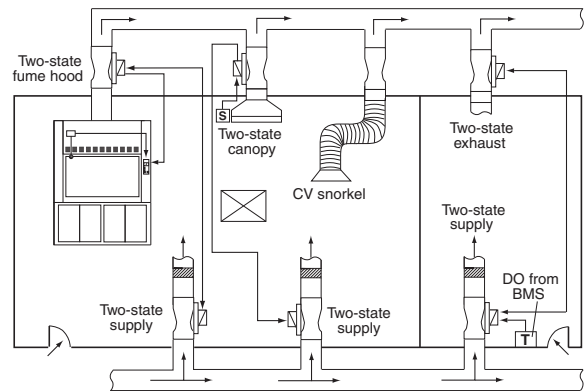 Two-state
fume hood
S
Two-state
canopy
Two-state
exhaust
CV snorkel
Two-state
supply
DO from
BMS
Two-state
supply
Two-state
supply
T